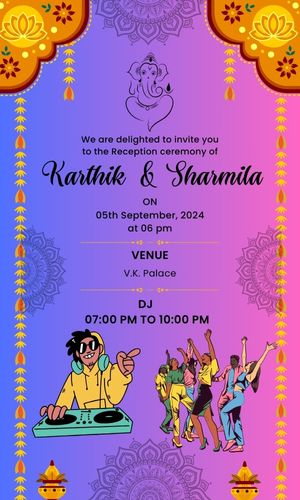 We are delighted to invite you
to the Reception ceremony of
Karthik & Sharmila
ON
05th September, 2024
at 06 pm
VENUE
V.K. Palace
DJ
07:00 PM TO 10:00 PM